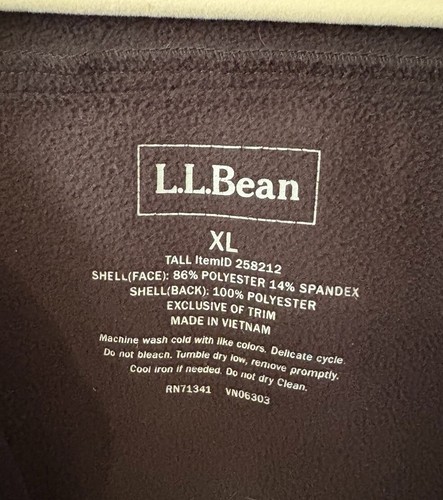 L.L.Bean
XL
TALL ItemID 258212
SHELL(FACE): 86% POLYESTER 14% SPANDEX
SHELL(BACK): 100% POLYESTER
EXCLUSIVE OF TRIM
MADE IN VIETNAM
Machine wash cold with like colors. Delicate cycle.
Do not bleach. Tumble dry low, remove promptly.
Cool iron if needed. Do not dry Clean.
RN71341 VN06303